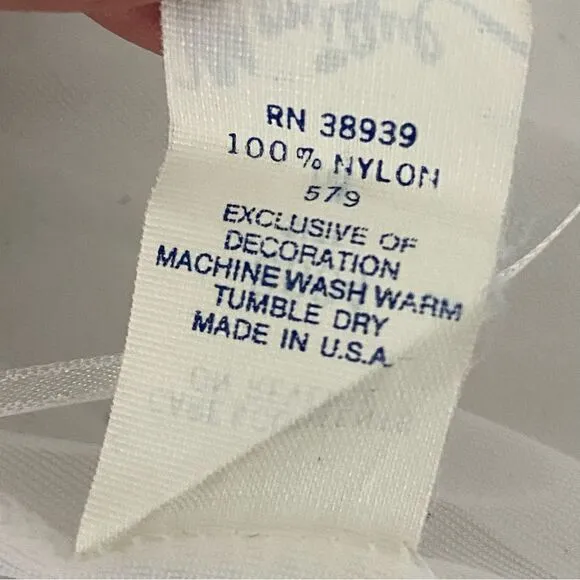 RN 38939
100% NYLON
579
EXCLUSIVE OF
DECORATION
MACHINE WASH WARM
TUMBLE DRY
MADE IN U.S.A.